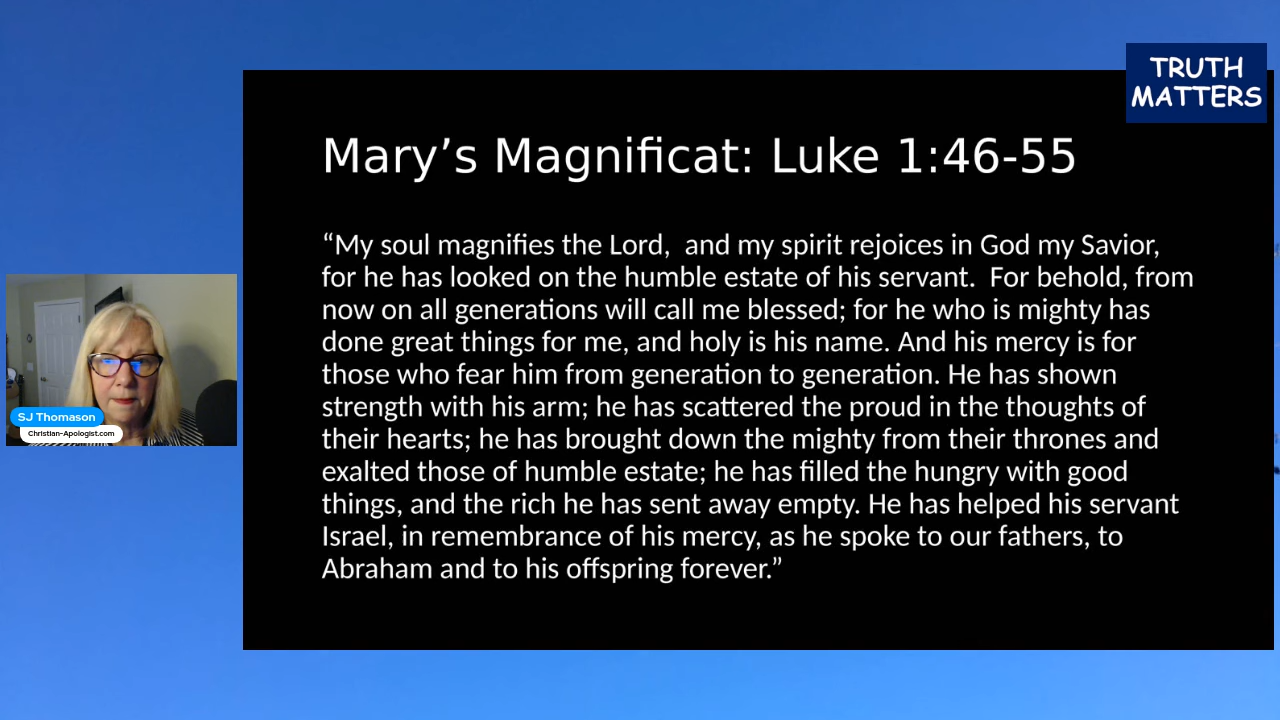 TRUTH
MATTERS
Mary’s Magnificat: Luke 1:46-55
“My soul magnifies the Lord,  and my spirit rejoices in God my Savior,
for he has looked on the humble estate of his servant.  For behold, from
now on all generations will call me blessed; for he who is mighty has
done great things for me, and holy is his name. And his mercy is for
those who fear him from generation to generation. He has shown
strength with his arm; he has scattered the proud in the thoughts of
their hearts; he has brought down the mighty from their thrones and
exalted those of humble estate; he has filled the hungry with good
things, and the rich he has sent away empty. He has helped his servant
Israel, in remembrance of his mercy, as he spoke to our fathers, to
Abraham and to his offspring forever.”
SJ Thomason
Christian-Apologist.com